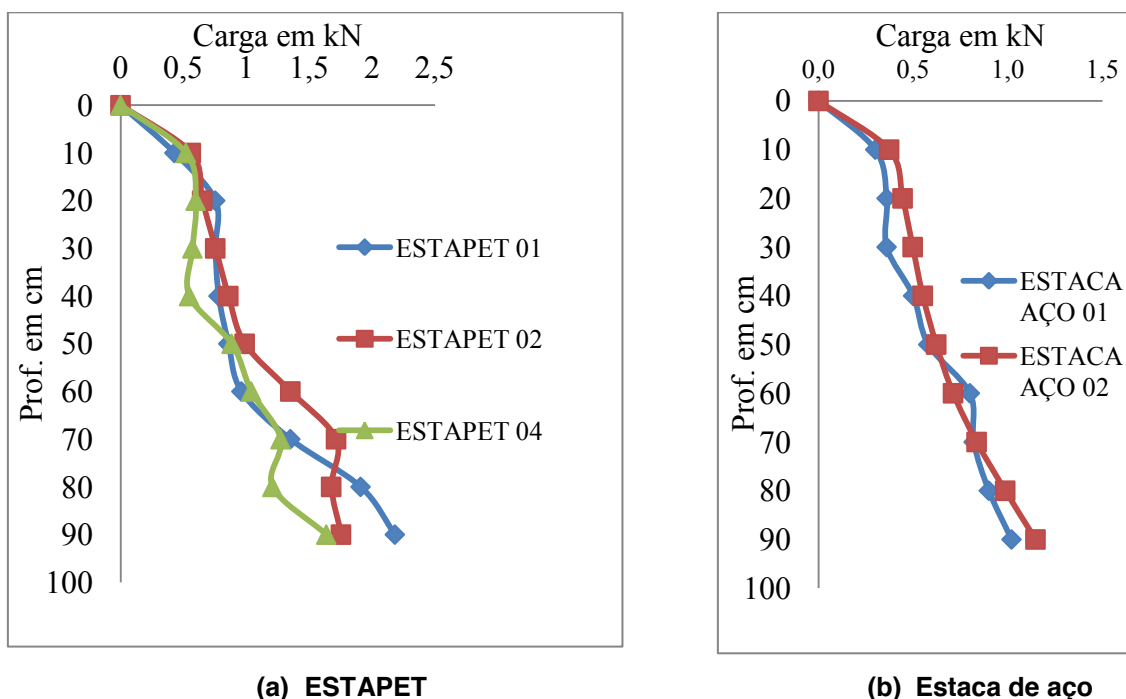 Carga em kN
0 0,5 1 1,5 2 2,5
Prof. em cm
0
10
20
30
40
50
60
70
80
90
100
ESTAPET 01
ESTAPET 02
ESTAPET 04
(a) ESTAPET
Carga em kN
0,0 0,5 1,0 1,5
Prof. em cm
0
10
20
30
40
50
60
70
80
90
100
ESTACA
AÇO 01
ESTACA
AÇO 02
(b) Estaca de aço